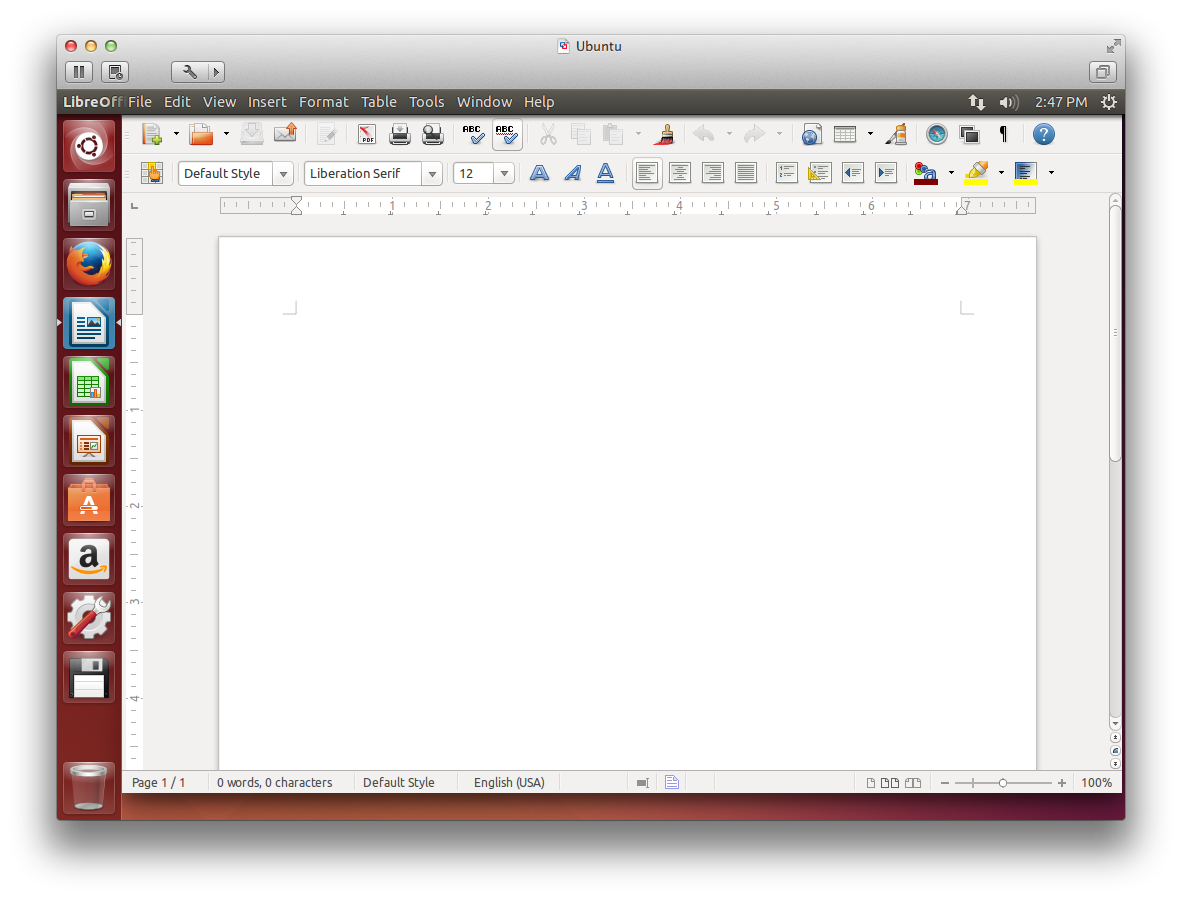 Ubuntu
LibreOff File Edit View Insert Format Table Tools Window Help 2:47 PM
PDF ABC ABC ¶ ?
Default Style Liberation Serif 12 A A A a
1 2 3 4 5 6 7
1
2
A
a
3
4
Page 1 / 1 0 words, 0 characters Default Style English (USA) 100%